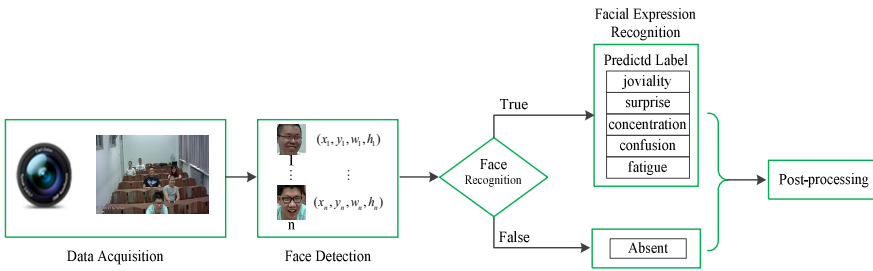 Data Acquisition
1
(x₁, y₁, w₁, h₁)
⋮ ⋮
(xₙ, yₙ, wₙ, hₙ)
n
Face Detection
Face
Recognition
True
False
Facial Expression
Recognition
Predictd Label
joviality
surprise
concentration
confusion
fatigue
Absent
Post-processing